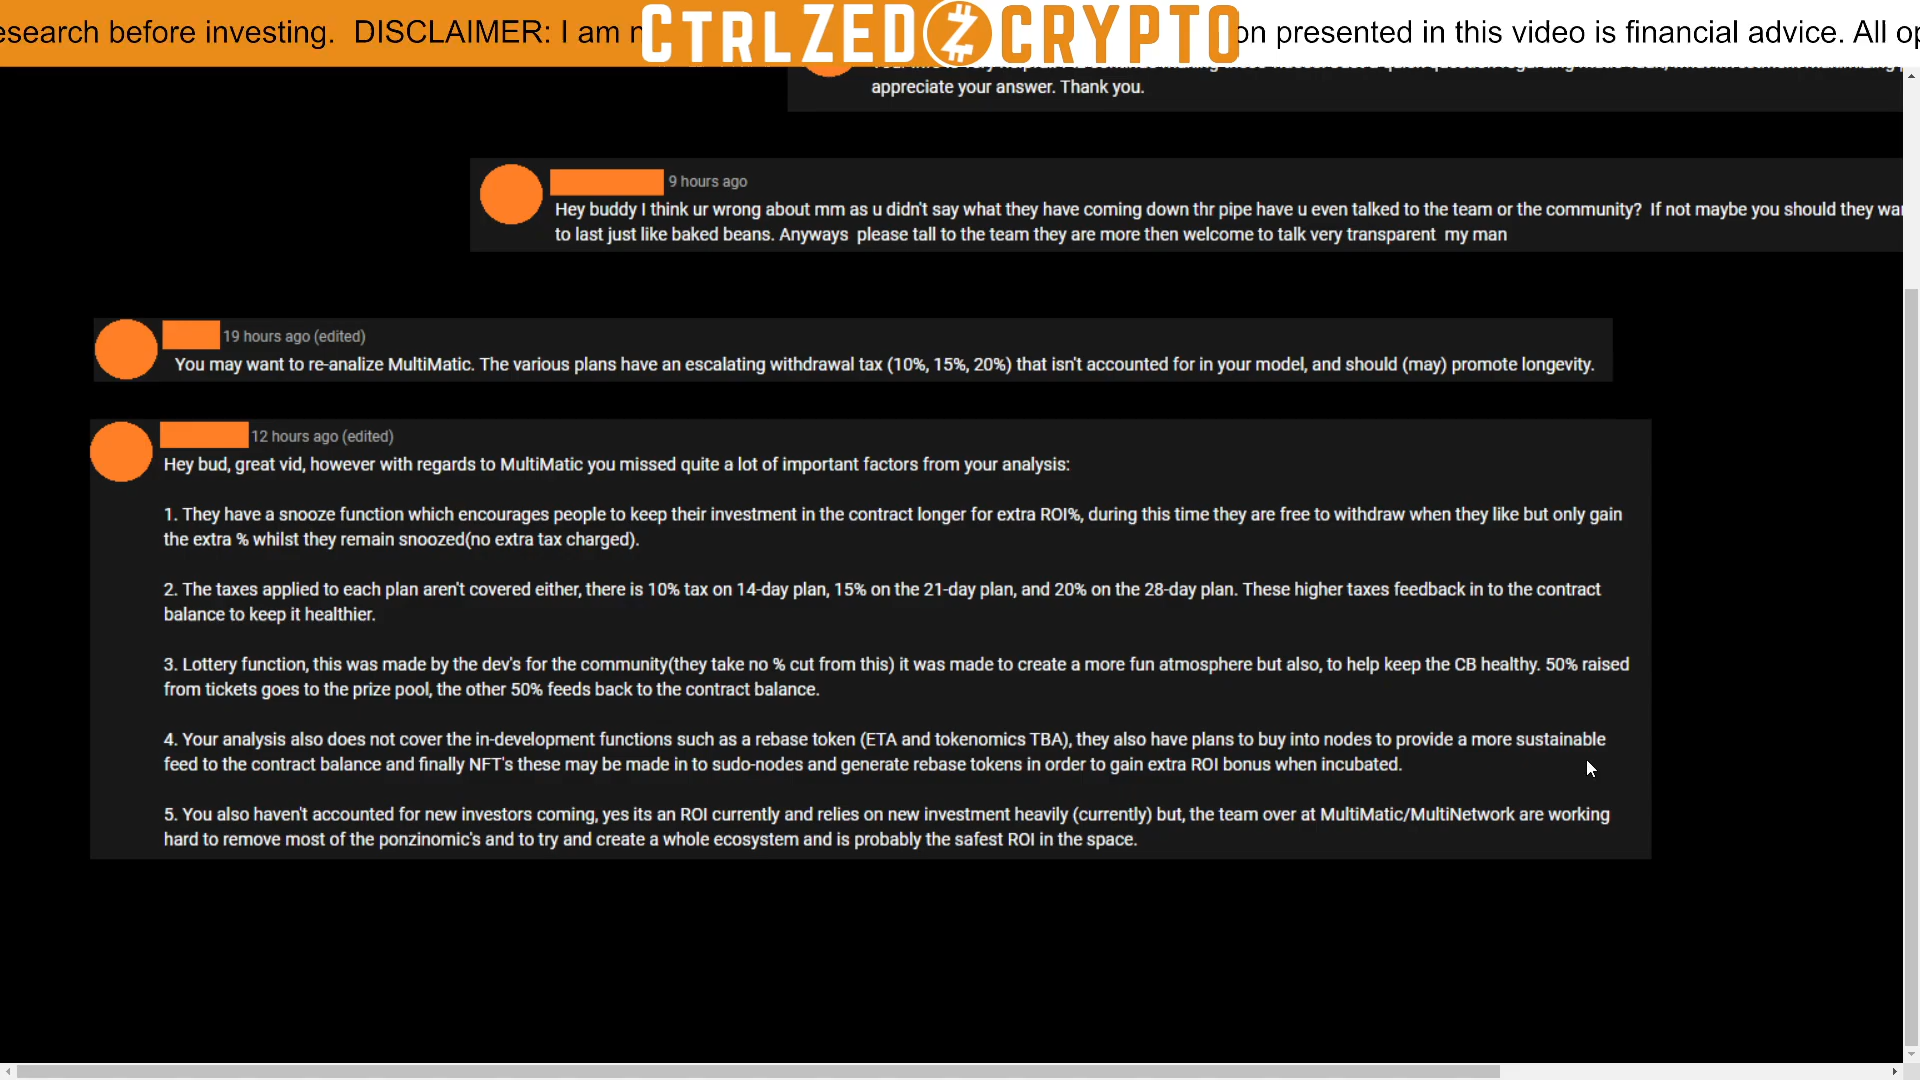 esearch before investing. DISCLAIMER: I am n
CTRLZED CRYPTO
on presented in this video is financial advice. All op
appreciate your answer. Thank you.
9 hours ago
Hey buddy I think ur wrong about mm as u didn't say what they have coming down thr pipe have u even talked to the team or the community? If not maybe you should they wan
to last just like baked beans. Anyways please tall to the team they are more then welcome to talk very transparent my man
19 hours ago (edited)
You may want to re-analize MultiMatic. The various plans have an escalating withdrawal tax (10%, 15%, 20%) that isn't accounted for in your model, and should (may) promote longevity.
12 hours ago (edited)
Hey bud, great vid, however with regards to MultiMatic you missed quite a lot of important factors from your analysis:
1. They have a snooze function which encourages people to keep their investment in the contract longer for extra ROI%, during this time they are free to withdraw when they like but only gain
the extra % whilst they remain snoozed(no extra tax charged).
2. The taxes applied to each plan aren't covered either, there is 10% tax on 14-day plan, 15% on the 21-day plan, and 20% on the 28-day plan. These higher taxes feedback in to the contract
balance to keep it healthier.
3. Lottery function, this was made by the dev's for the community(they take no % cut from this) it was made to create a more fun atmosphere but also, to help keep the CB healthy. 50% raised
from tickets goes to the prize pool, the other 50% feeds back to the contract balance.
4. Your analysis also does not cover the in-development functions such as a rebase token (ETA and tokenomics TBA), they also have plans to buy into nodes to provide a more sustainable
feed to the contract balance and finally NFT's these may be made in to sudo-nodes and generate rebase tokens in order to gain extra ROI bonus when incubated.
5. You also haven't accounted for new investors coming, yes its an ROI currently and relies on new investment heavily (currently) but, the team over at MultiMatic/MultiNetwork are working
hard to remove most of the ponzinomic's and to try and create a whole ecosystem and is probably the safest ROI in the space.